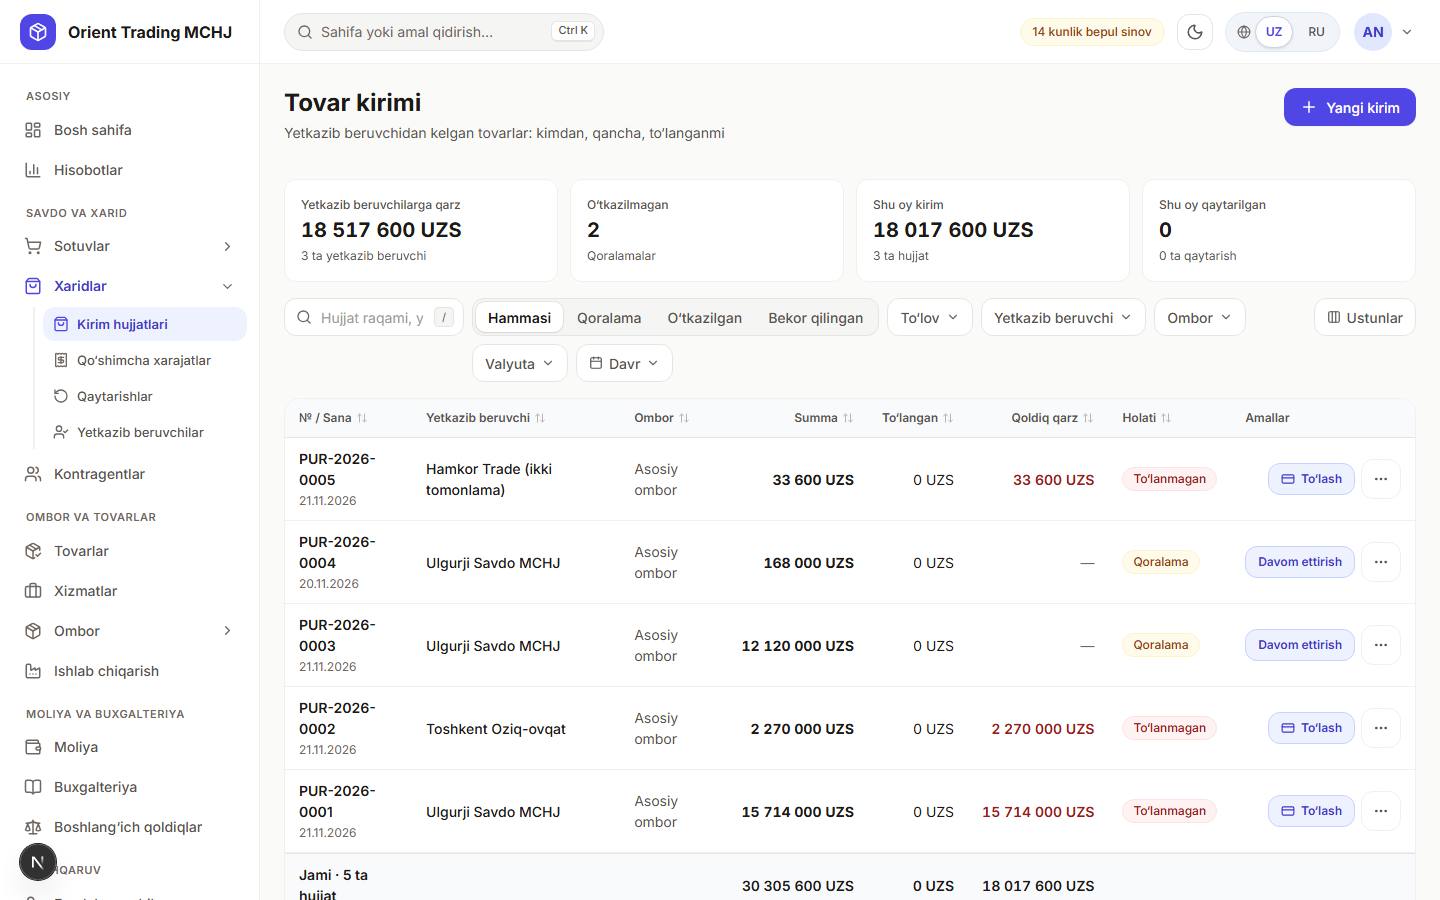 Orient Trading MCHJ
Sahifa yoki amal qidirish...
Ctrl K
14 kunlik bepul sinov
UZ
RU
AN
ASOSIY
Bosh sahifa
Hisobotlar
SAVDO VA XARID
Sotuvlar
Xaridlar
Kirim hujjatlari
Qo‘shimcha xarajatlar
Qaytarishlar
Yetkazib beruvchilar
Kontragentlar
OMBOR VA TOVARLAR
Tovarlar
Xizmatlar
Ombor
Ishlab chiqarish
MOLIYA VA BUXGALTERIYA
Moliya
Buxgalteriya
Boshlang‘ich qoldiqlar
N
Tovar kirimi
Yetkazib beruvchidan kelgan tovarlar: kimdan, qancha, to‘langanmi
Yangi kirim
Yetkazib beruvchilarga qarz
18 517 600 UZS
3 ta yetkazib beruvchi
O‘tkazilmagan
2
Qoralamalar
Shu oy kirim
18 017 600 UZS
3 ta hujjat
Shu oy qaytarilgan
0
0 ta qaytarish
Hujjat raqami, y
/
Hammasi
Qoralama
O‘tkazilgan
Bekor qilingan
To‘lov
Yetkazib beruvchi
Ombor
Ustunlar
Valyuta
Davr
№ / Sana
Yetkazib beruvchi
Ombor
Summa
To‘langan
Qoldiq qarz
Holati
Amallar
PUR-2026-
0005
21.11.2026
Hamkor Trade (ikki
tomonlama)
Asosiy
ombor
33 600 UZS
0 UZS
33 600 UZS
To‘lanmagan
To‘lash
PUR-2026-
0004
20.11.2026
Ulgurji Savdo MCHJ
Asosiy
ombor
168 000 UZS
0 UZS
—
Qoralama
Davom ettirish
PUR-2026-
0003
21.11.2026
Ulgurji Savdo MCHJ
Asosiy
ombor
12 120 000 UZS
0 UZS
—
Qoralama
Davom ettirish
PUR-2026-
0002
21.11.2026
Toshkent Oziq-ovqat
Asosiy
ombor
2 270 000 UZS
0 UZS
2 270 000 UZS
To‘lanmagan
To‘lash
PUR-2026-
0001
21.11.2026
Ulgurji Savdo MCHJ
Asosiy
ombor
15 714 000 UZS
0 UZS
15 714 000 UZS
To‘lanmagan
To‘lash
Jami · 5 ta
hujjat
30 305 600 UZS
0 UZS
18 017 600 UZS